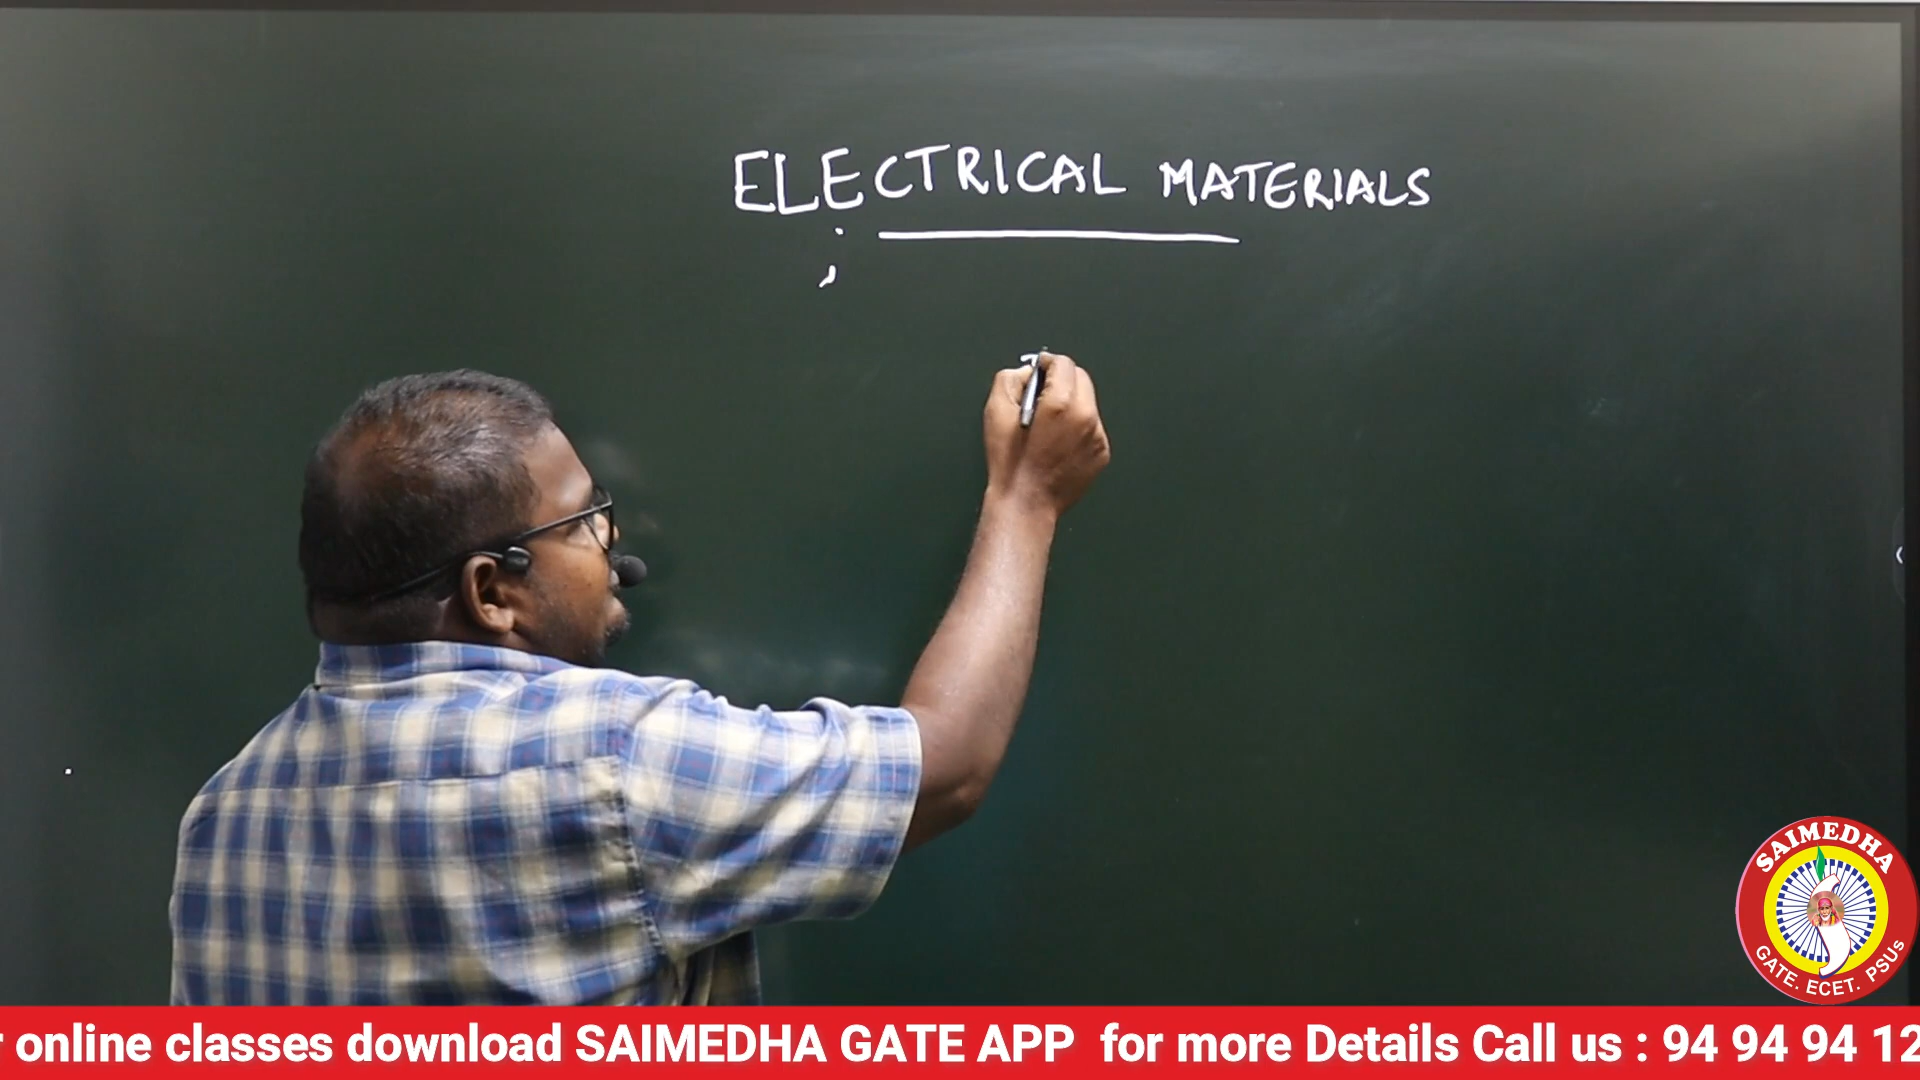 ELECTRICAL MATERIALS
SAIMEDHA
GATE. ECET. PSUs
online classes download SAIMEDHA GATE APP for more Details Call us : 94 94 94 12